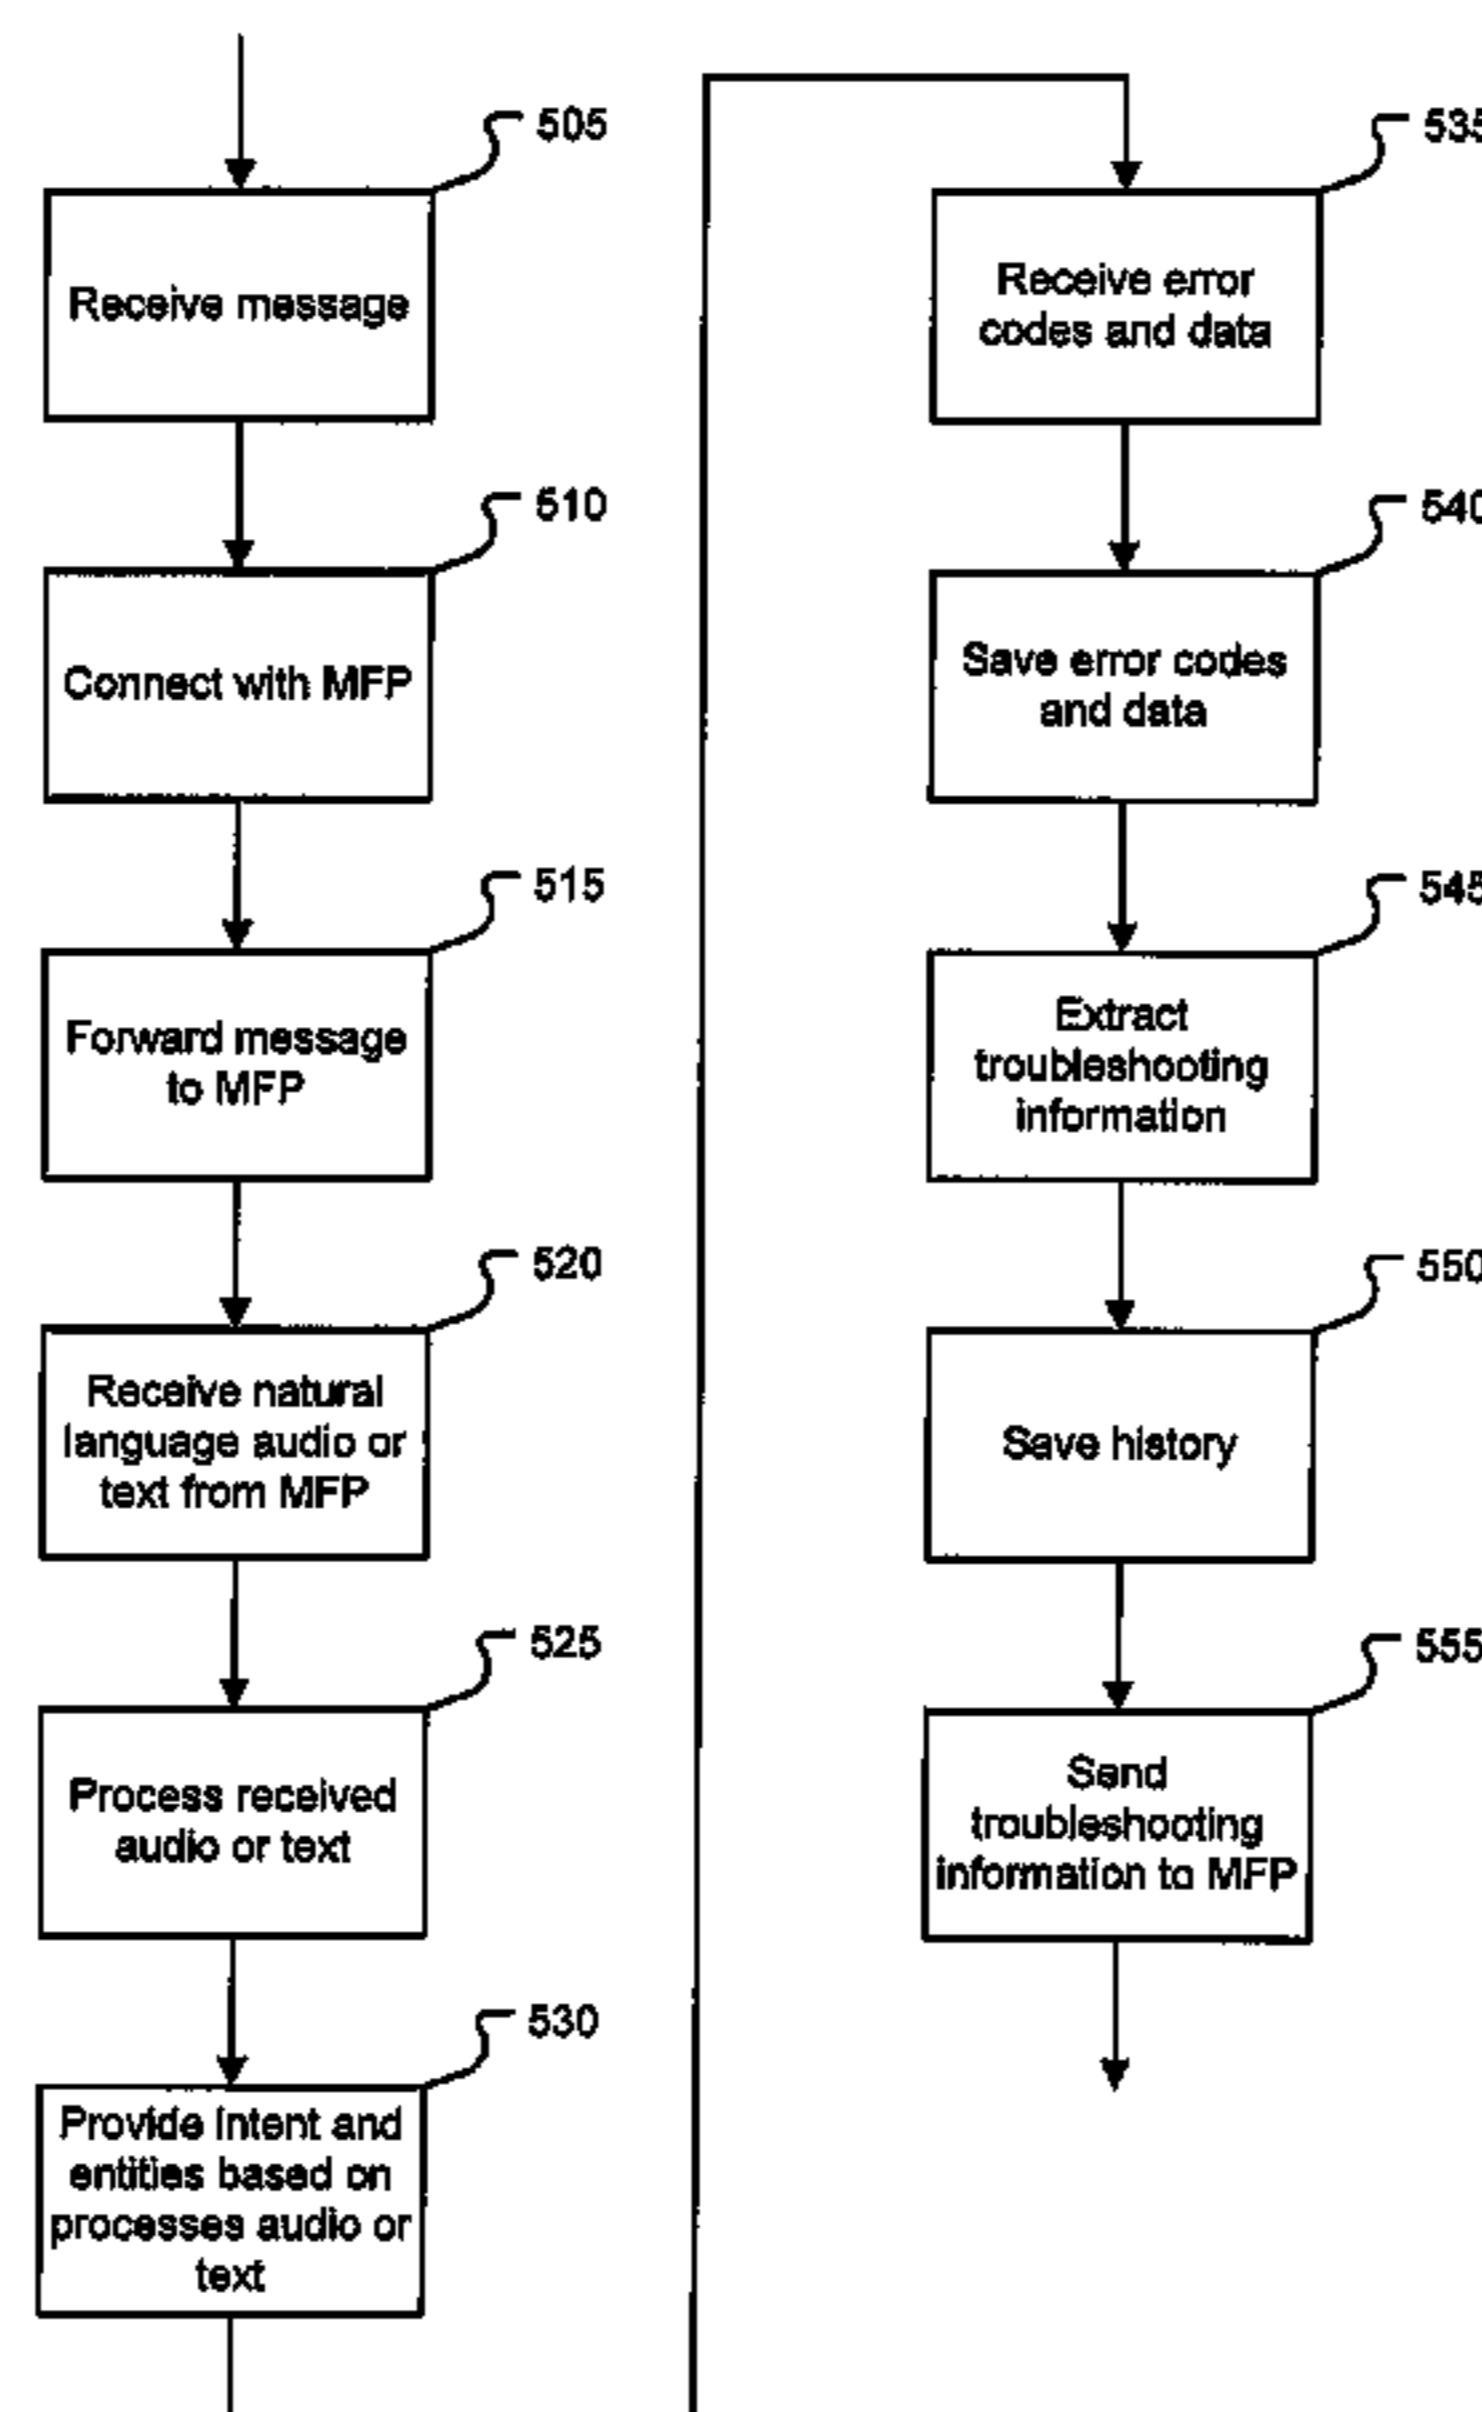 505
Receive message
510
Connect with MFP
515
Forward message
to MFP
520
Receive natural
language audio or
text from MFP
525
Process received
audio or text
530
Provide intent and
entities based on
processes audio or
text
535
Receive error
codes and data
540
Save error codes
and data
545
Extract
troubleshooting
information
550
Save history
555
Send
troubleshooting
information to MFP